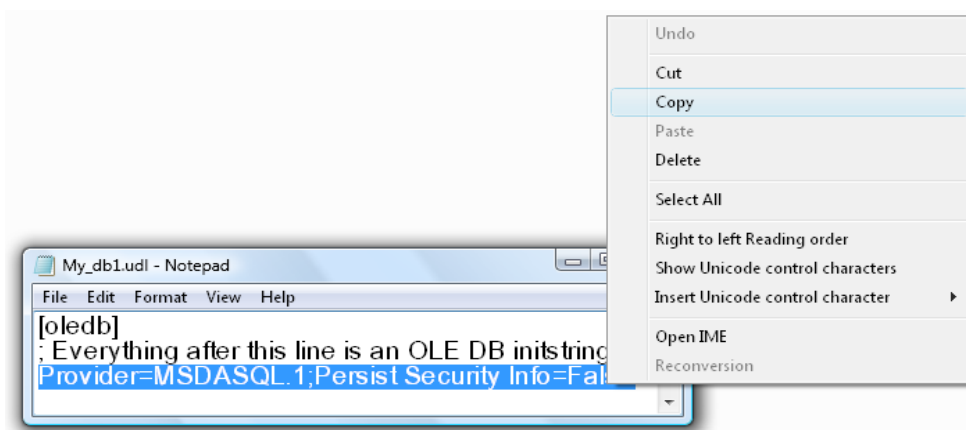 Undo
Cut
Copy
Paste
Delete
Select All
Right to left Reading order
Show Unicode control characters
Insert Unicode control character
Open IME
Reconversion
My_db1.udl - Notepad
File Edit Format View Help
[oledb]
; Everything after this line is an OLE DB initstring
Provider=MSDASQL.1;Persist Security